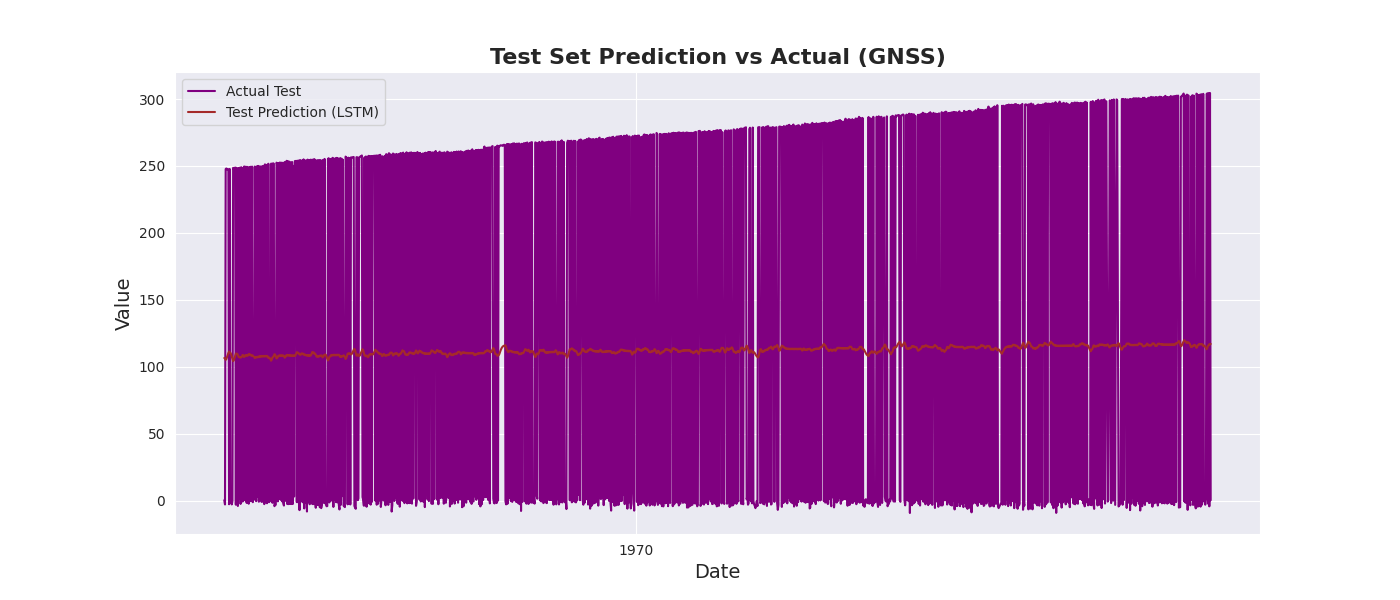 Test Set Prediction vs Actual (GNSS)
Actual Test
Test Prediction (LSTM)
300
250
200
150
100
50
0
Value
1970
Date